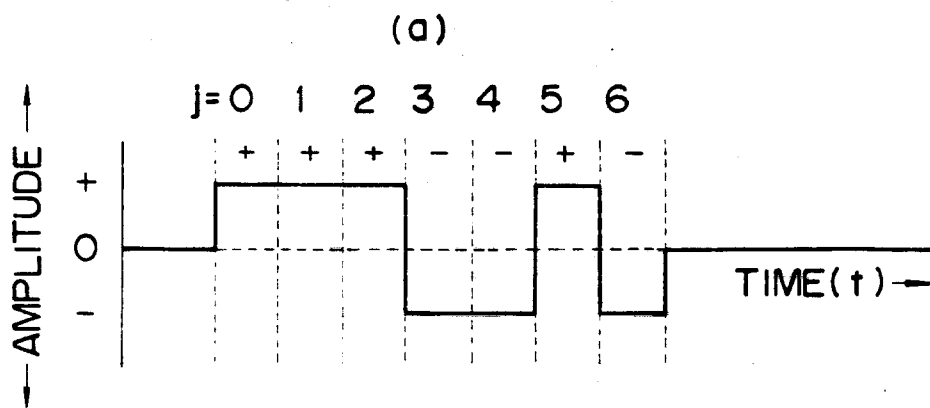 (a)
j= 0 1 2 3 4 5 6
+ + + - - + -
+
0
-
← AMPLITUDE →
TIME(t) →